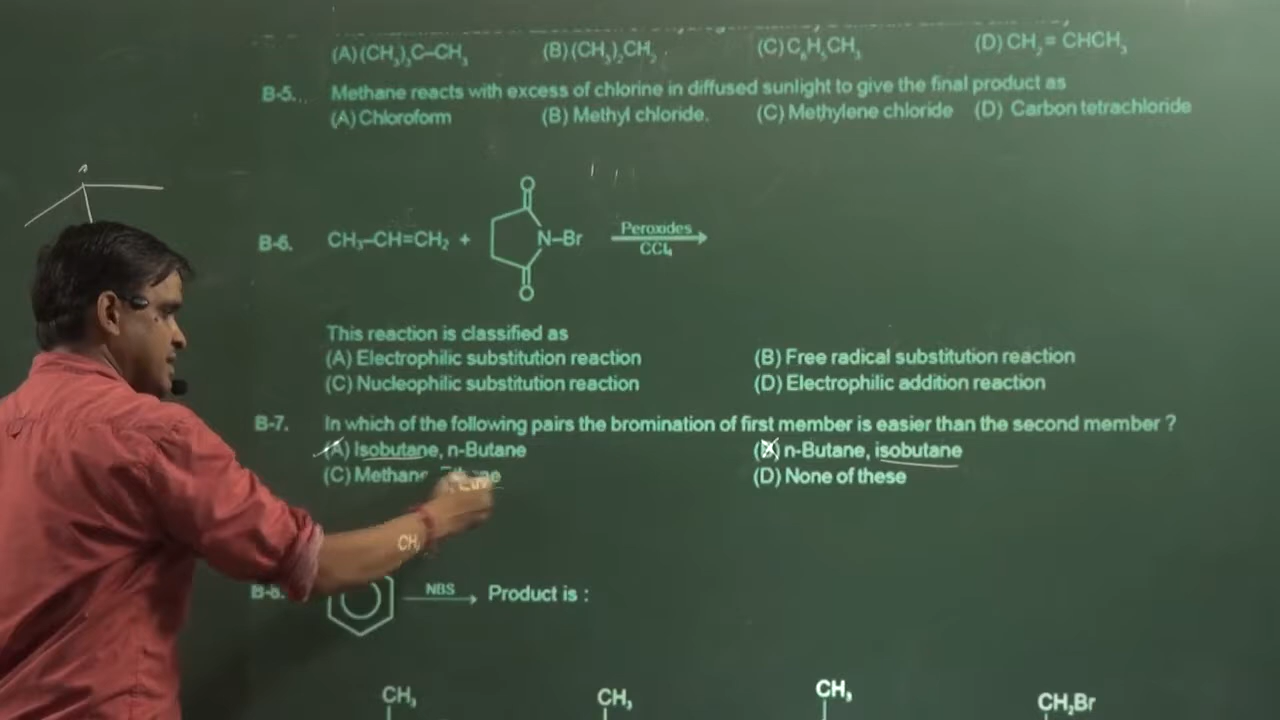 (A) (CH₃)₃C–CH₃ (B) (CH₃)₂CH₂ (C) C₆H₅CH₃ (D) CH₂ = CHCH₃
B-5. Methane reacts with excess of chlorine in diffused sunlight to give the final product as
(A) Chloroform (B) Methyl chloride. (C) Methylene chloride (D) Carbon tetrachloride
O
B-6. CH₃–CH=CH₂ + N–Br Peroxides
CCl₄
O
This reaction is classified as
(A) Electrophilic substitution reaction (B) Free radical substitution reaction
(C) Nucleophilic substitution reaction (D) Electrophilic addition reaction
B-7. In which of the following pairs the bromination of first member is easier than the second member ?
(A) Isobutane, n-Butane (B) n-Butane, isobutane
(C) Methane, Ethane (D) None of these
CH₃
B-8. NBS Product is :
CH₃ CH₃ CH₃ CH₂Br